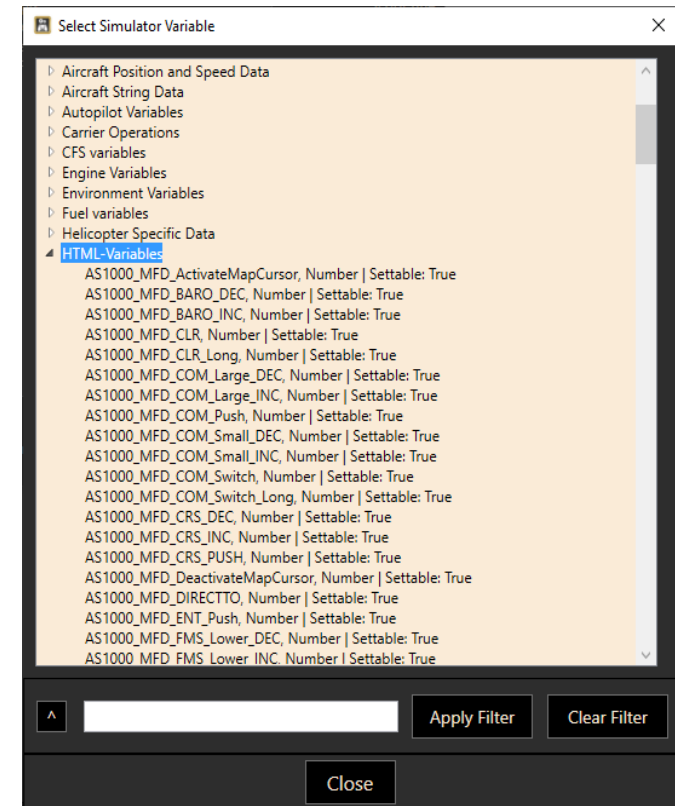 Select Simulator Variable
Aircraft Position and Speed Data
Aircraft String Data
Autopilot Variables
Carrier Operations
CFS variables
Engine Variables
Environment Variables
Fuel variables
Helicopter Specific Data
HTML-Variables
AS1000_MFD_ActivateMapCursor, Number | Settable: True
AS1000_MFD_BARO_DEC, Number | Settable: True
AS1000_MFD_BARO_INC, Number | Settable: True
AS1000_MFD_CLR, Number | Settable: True
AS1000_MFD_CLR_Long, Number | Settable: True
AS1000_MFD_COM_Large_DEC, Number | Settable: True
AS1000_MFD_COM_Large_INC, Number | Settable: True
AS1000_MFD_COM_Push, Number | Settable: True
AS1000_MFD_COM_Small_DEC, Number | Settable: True
AS1000_MFD_COM_Small_INC, Number | Settable: True
AS1000_MFD_COM_Switch, Number | Settable: True
AS1000_MFD_COM_Switch_Long, Number | Settable: True
AS1000_MFD_CRS_DEC, Number | Settable: True
AS1000_MFD_CRS_INC, Number | Settable: True
AS1000_MFD_CRS_PUSH, Number | Settable: True
AS1000_MFD_DeactivateMapCursor, Number | Settable: True
AS1000_MFD_DIRECTTO, Number | Settable: True
AS1000_MFD_ENT_Push, Number | Settable: True
AS1000_MFD_FMS_Lower_DEC, Number | Settable: True
AS1000_MFD_FMS_Lower_INC, Number | Settable: True
^ Apply Filter Clear Filter
Close